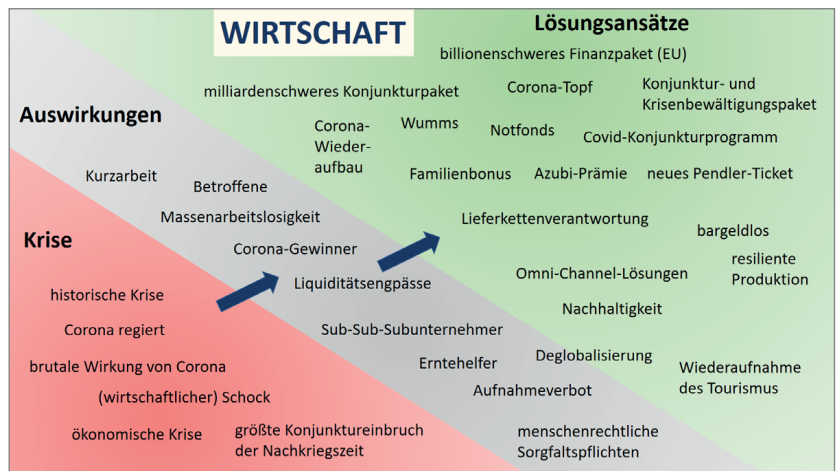 WIRTSCHAFT
Lösungsansätze
billionenschweres Finanzpaket (EU)
milliardenschweres Konjunkturpaket
Corona-Topf
Konjunktur- und
Krisenbewältigungspaket
Auswirkungen
Corona-
Wieder-
aufbau
Wumms
Notfonds
Covid-Konjunkturprogramm
Kurzarbeit
Betroffene
Familienbonus
Azubi-Prämie
neues Pendler-Ticket
Massenarbeitslosigkeit
Lieferkettenverantwortung
bargeldlos
Krise
Corona-Gewinner
resiliente
Produktion
Omni-Channel-Lösungen
Liquiditätsengpässe
historische Krise
Nachhaltigkeit
Corona regiert
Sub-Sub-Subunternehmer
brutale Wirkung von Corona
Erntehelfer
Deglobalisierung
Wiederaufnahme
des Tourismus
(wirtschaftlicher) Schock
Aufnahmeverbot
ökonomische Krise
größte Konjunktureinbruch
der Nachkriegszeit
menschenrechtliche
Sorgfaltspflichten